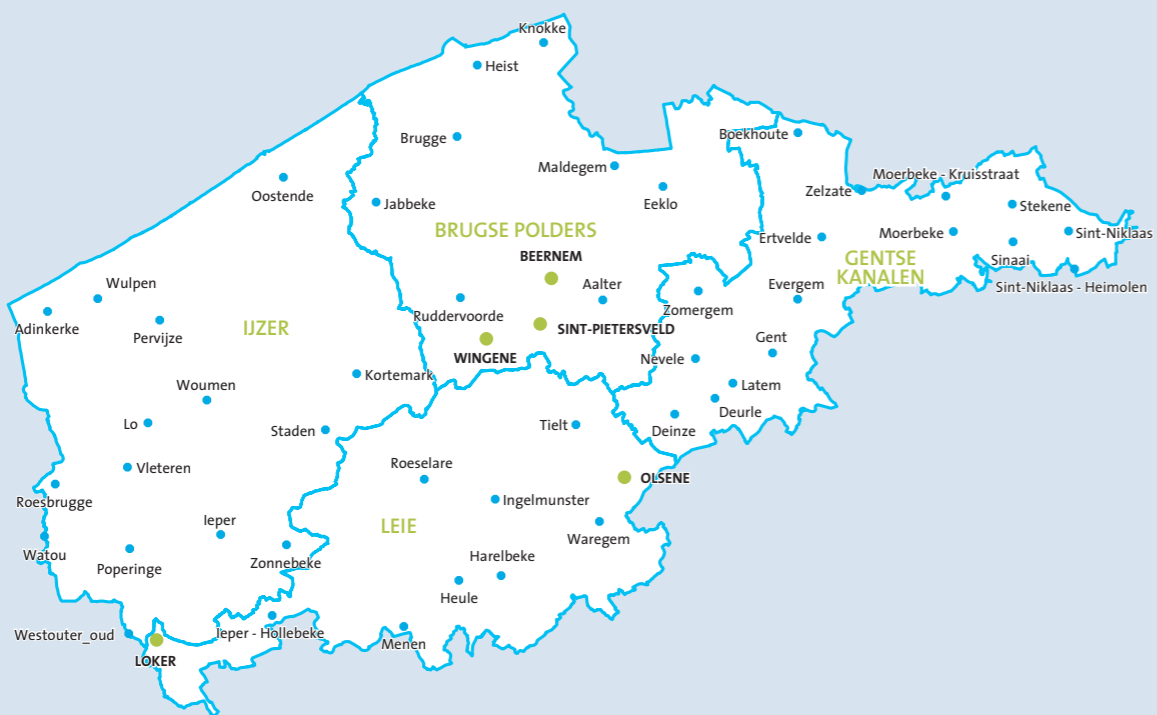 Knokke
Heist
Brugge
Boekhoute
Maldegem
Moerbeke - Kruisstraat
Oostende
Eeklo
Zelzate
Jabbeke
Stekene
BRUGSE POLDERS
Ertvelde
Moerbeke
Sint-Niklaas
BEERNEM
GENTSE
KANALEN
Sinaai
Wulpen
Aalter
Evergem
Sint-Niklaas - Heimolen
Ruddervoorde
Zomergem
Adinkerke
Pervijze
IJZER
SINT-PIETERSVELD
Gent
WINGENE
Nevele
Kortemark
Woumen
Latem
Deurle
Lo
Staden
Tielt
Deinze
Vleteren
Roeselare
OLSENE
Roesbrugge
Ingelmunster
Ieper
LEIE
Waregem
Watou
Poperinge
Zonnebeke
Harelbeke
Heule
Westouter_oud
Ieper - Hollebeke
Menen
LOKER